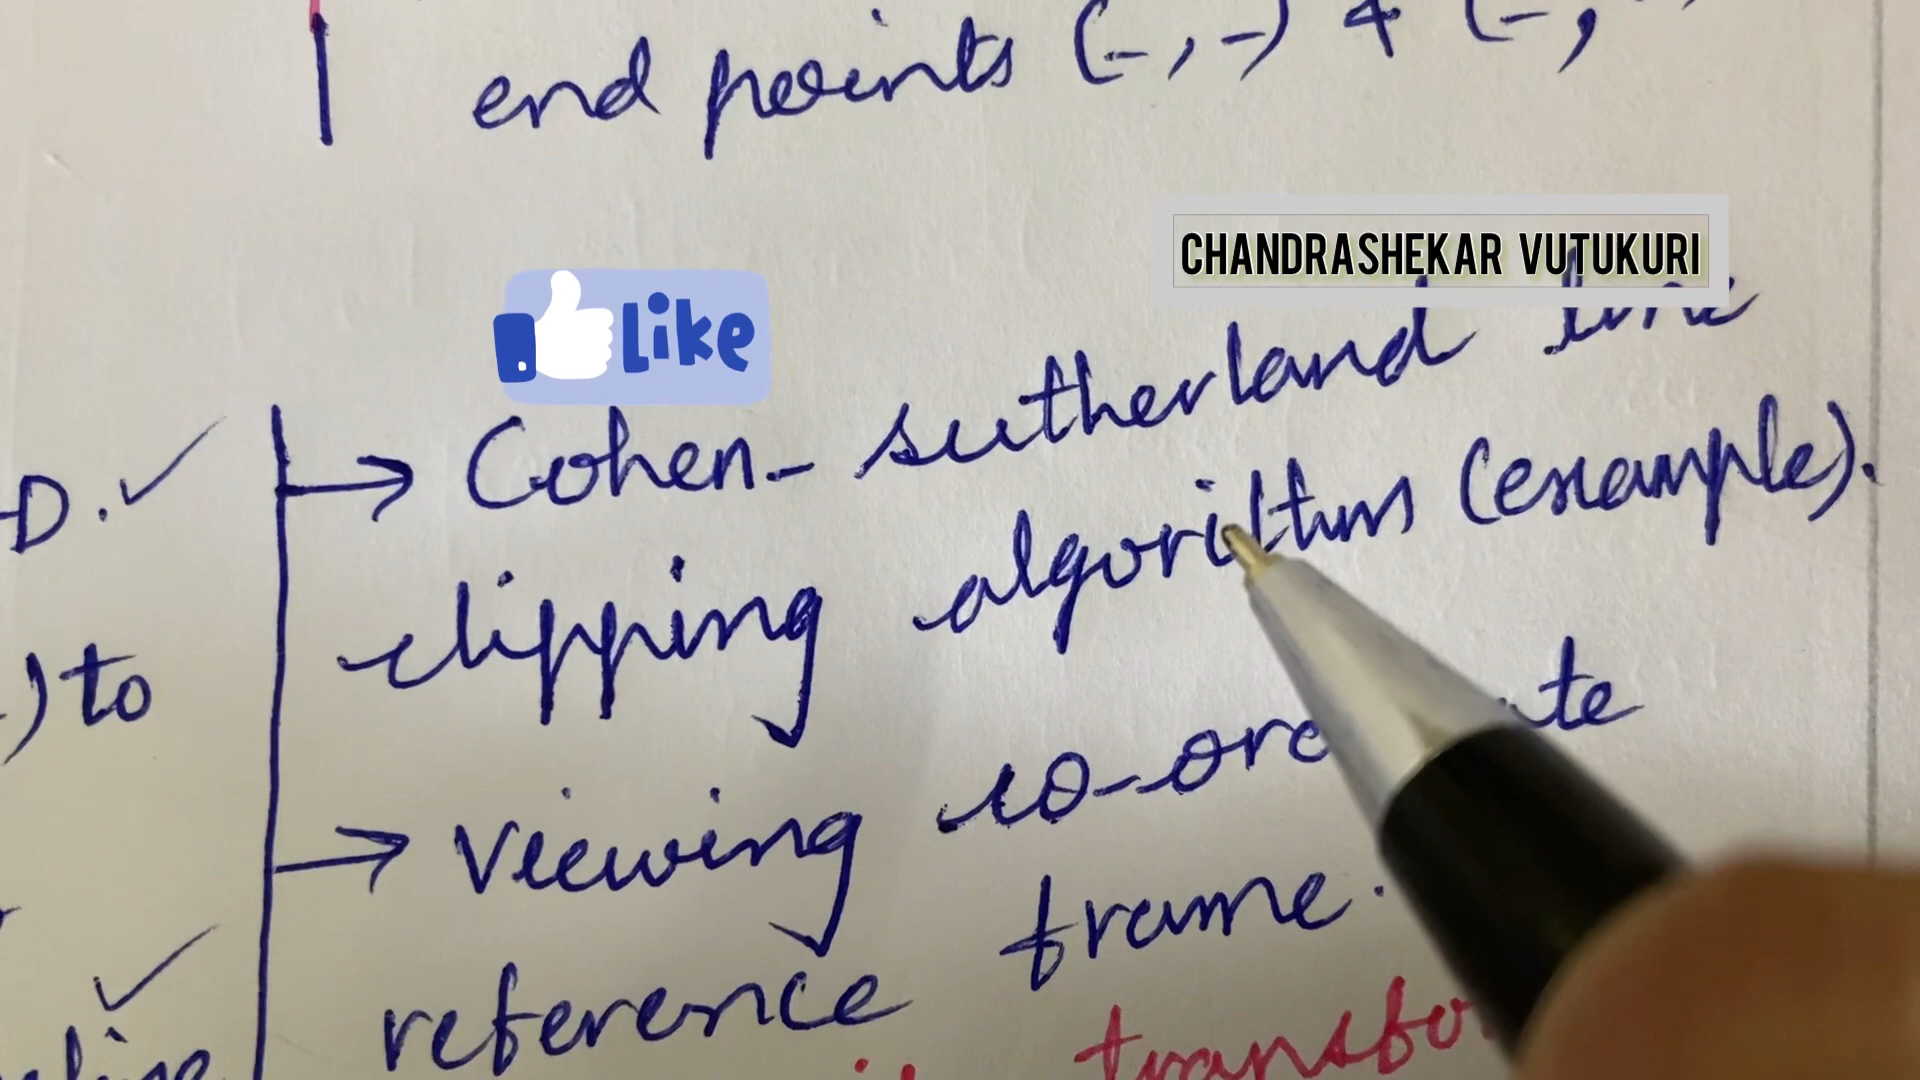 end points (-,-) & (-,
CHANDRASHEKAR VUTUKURI
Like
→ Cohen-sutherland line
clipping algorithm (example).
→ Viewing co-ordinate
reference frame.
D. ✓
) to
✓